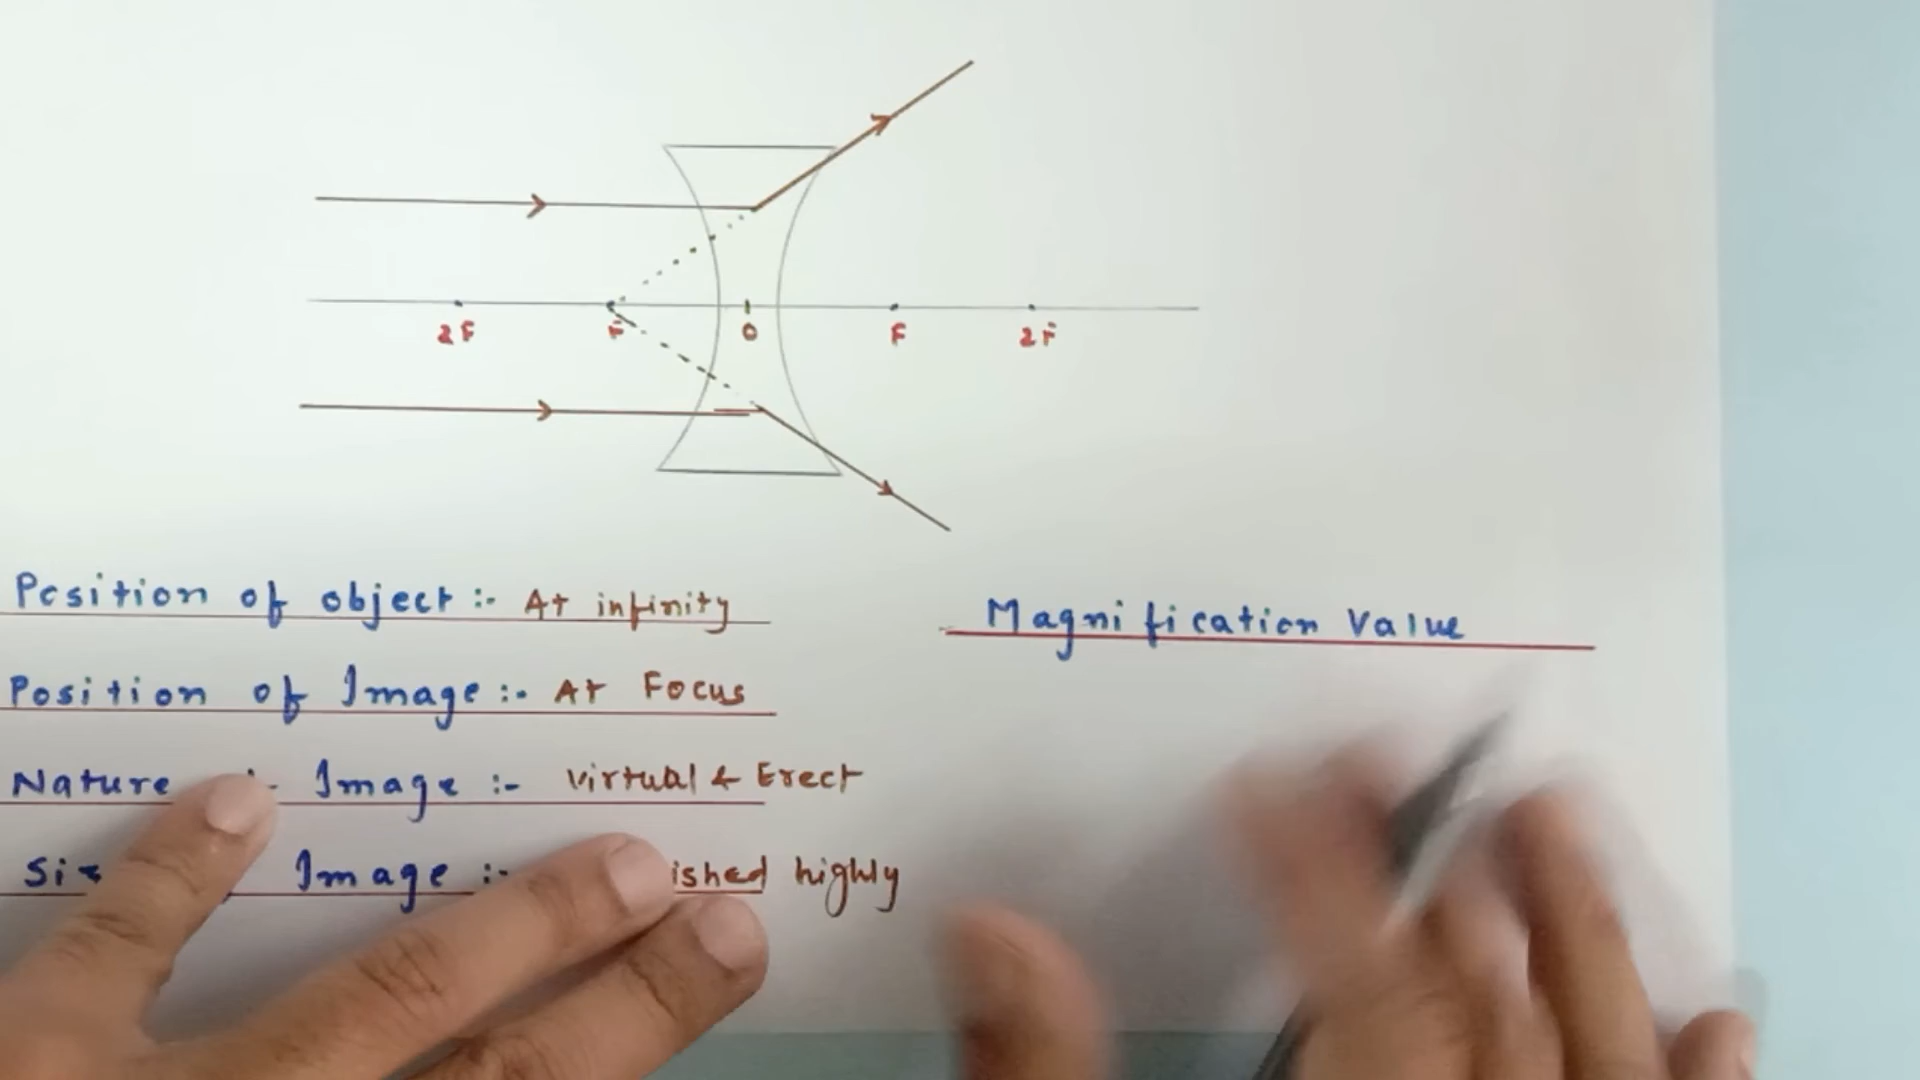 2F F O F 2F
Position of object :- At infinity
Magnification Value
Position of Image :- At Focus
Nature Image :- Virtual & Erect
Image :- highly